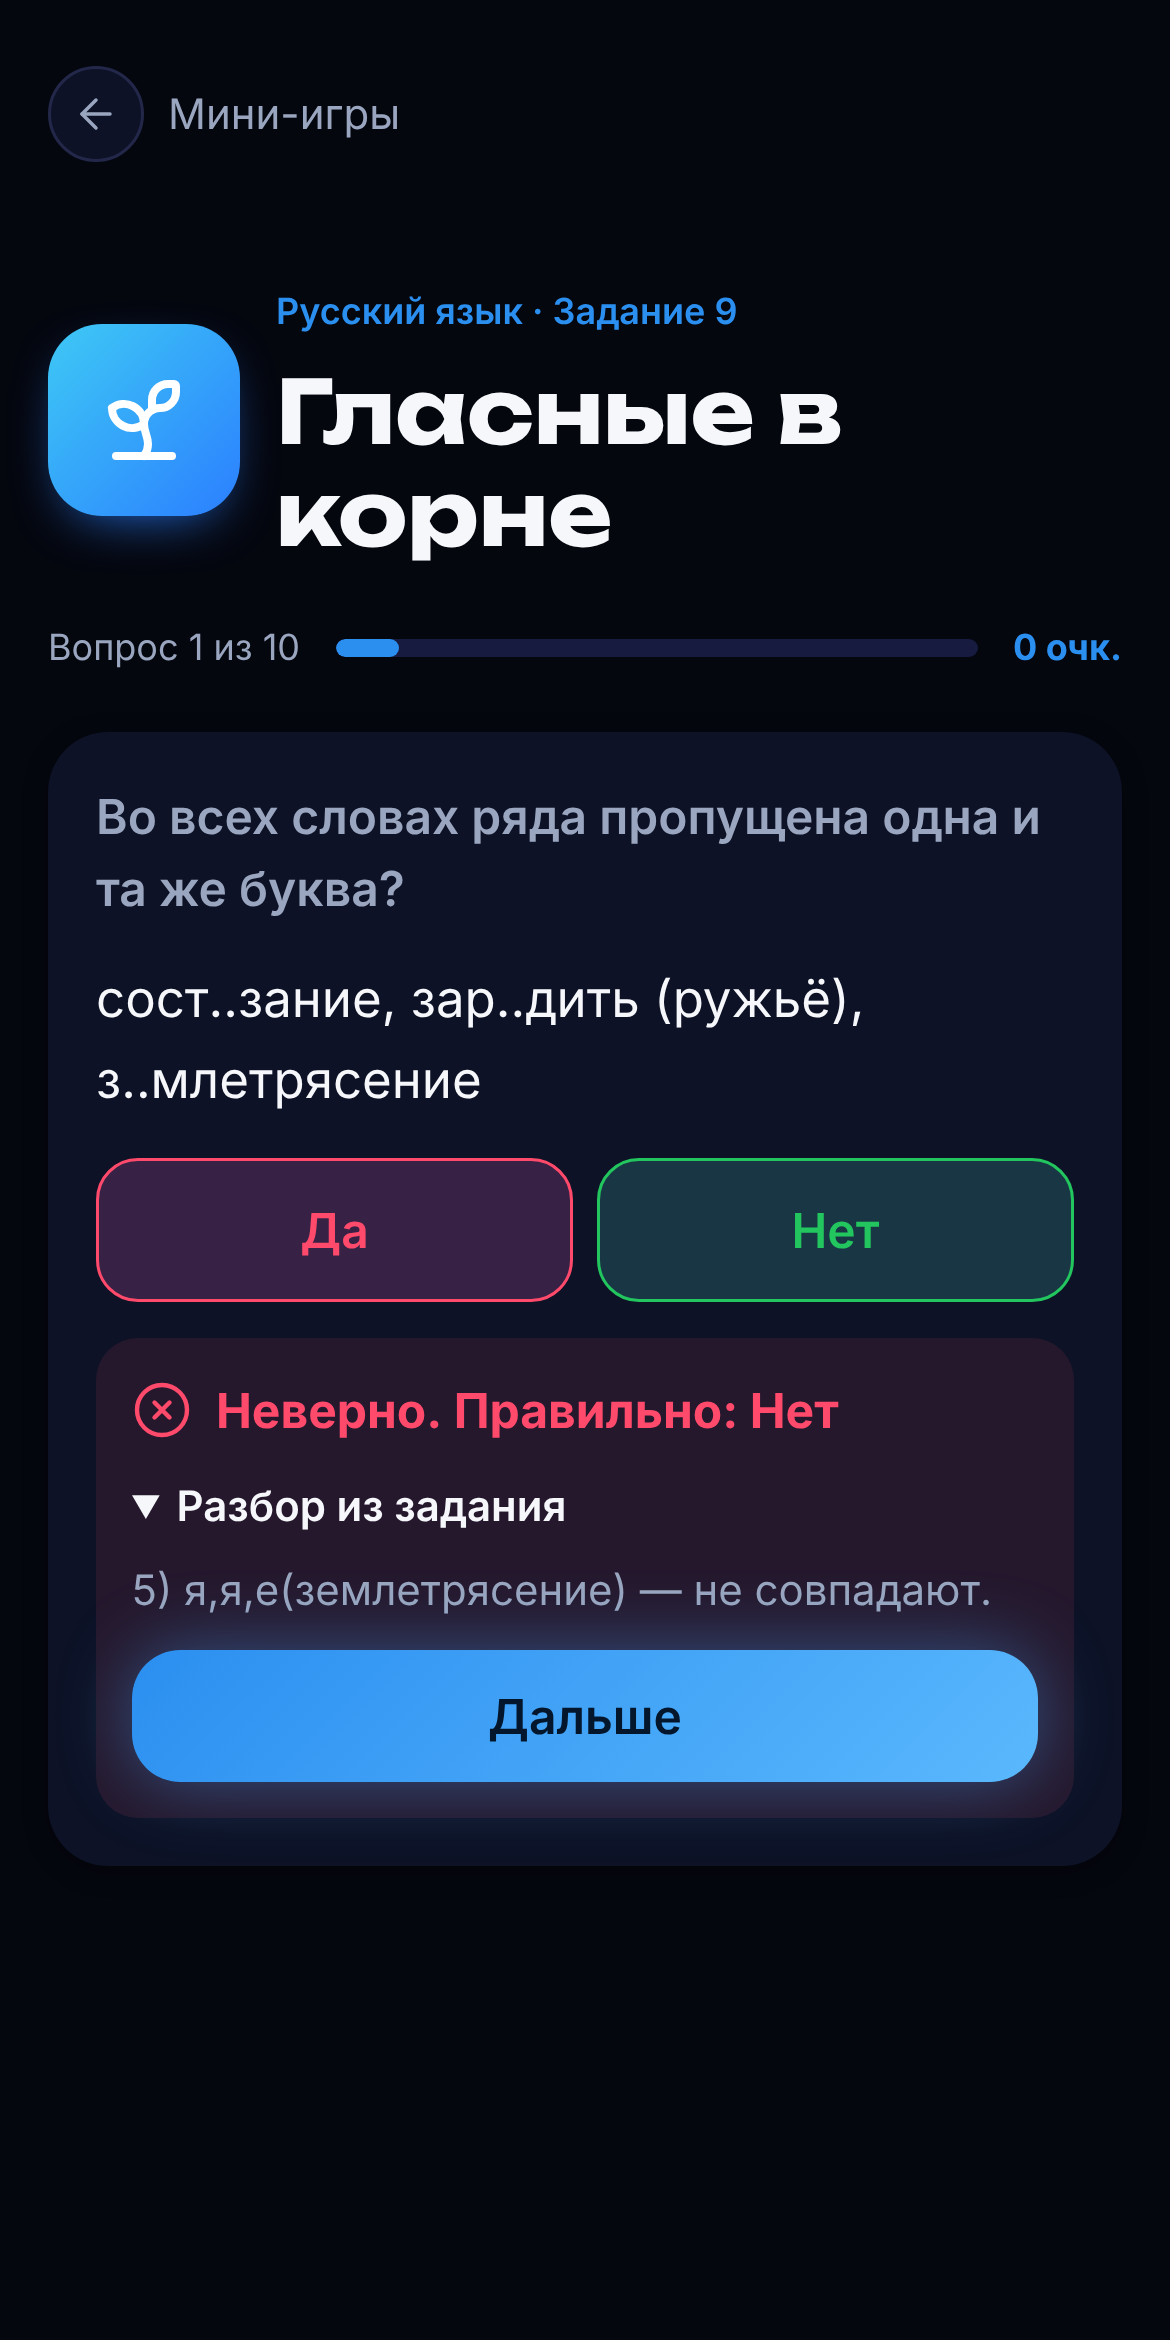 Мини-игры
Русский язык · Задание 9
Гласные в
корне
Вопрос 1 из 10
0 очк.
Во всех словах ряда пропущена одна и
та же буква?
сост..зание, зар..дить (ружьё),
з..млетрясение
Да
Нет
Неверно. Правильно: Нет
Разбор из задания
5) я,я,е(землетрясение) — не совпадают.
Дальше